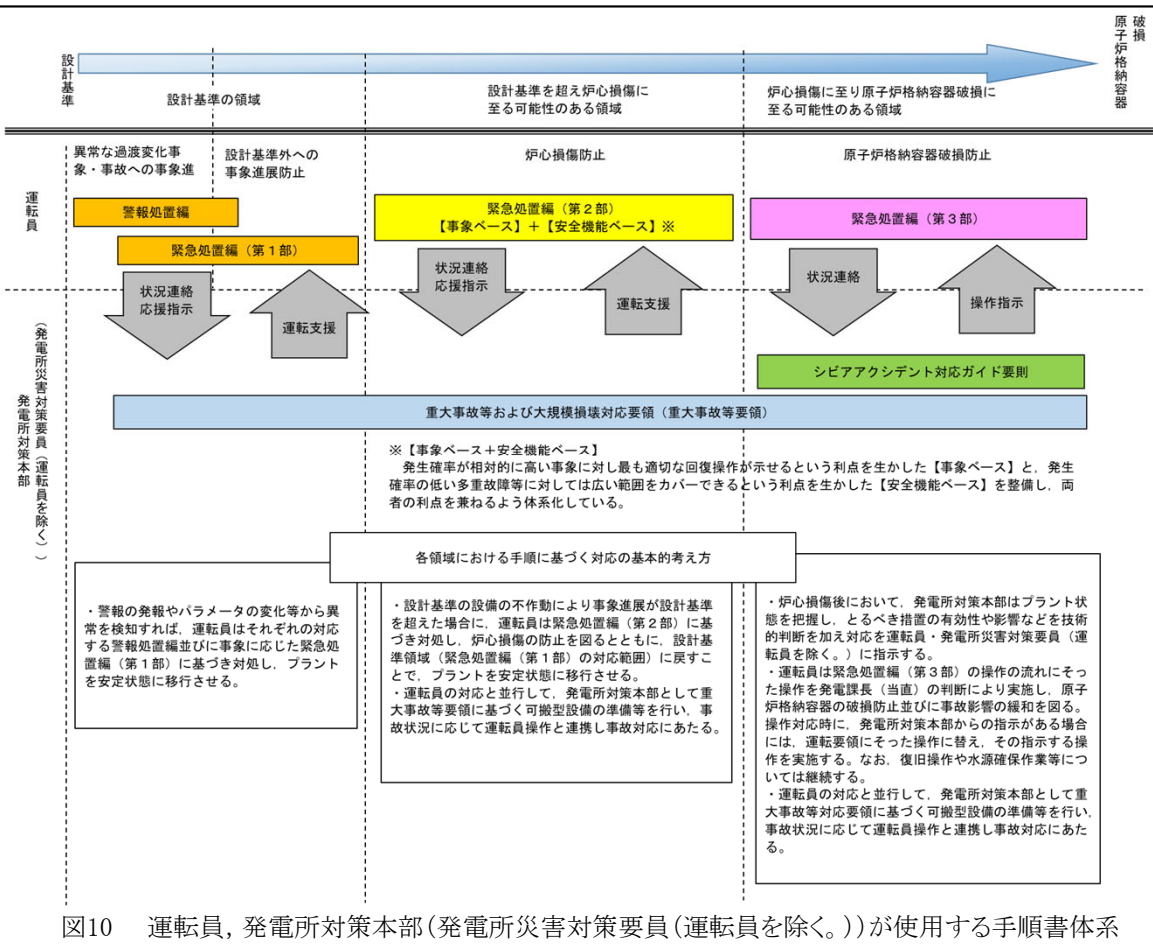 設計基準
原子炉格納容器
破損
設計基準の領域
設計基準を超え炉心損傷に
至る可能性のある領域
炉心損傷に至り原子炉格納容器破損に
至る可能性のある領域
異常な過渡変化事
象・事故への事象進
設計基準外への
事象進展防止
炉心損傷防止
原子炉格納容器破損防止
運転員
警報処置編
緊急処置編（第１部）
緊急処置編（第２部）
【事象ベース】＋【安全機能ベース】※
緊急処置編（第３部）
状況連絡
応援指示
運転支援
状況連絡
応援指示
運転支援
状況連絡
操作指示
発電所対策本部
（発電所災害対策要員（運転員を除く。））
シビアアクシデント対応ガイド要則
重大事故等および大規模損壊対応要領（重大事故等要領）
※【事象ベース＋安全機能ベース】
発生確率が相対的に高い事象に対し最も適切な回復操作が示せるという利点を生かした【事象ベース】と，発生
確率の低い多重故障等に対しては広い範囲をカバーできるという利点を生かした【安全機能ベース】を整備し，両
者の利点を兼ねるよう体系化している。
各領域における手順に基づく対応の基本的考え方
・警報の発報やパラメータの変化等から異
常を検知すれば，運転員はそれぞれの対応
する警報処置編並びに事象に応じた緊急処
置編（第１部）に基づき対処し，プラント
を安定状態に移行させる。
・設計基準の設備の不作動により事象進展が設計基準
を超えた場合に，運転員は緊急処置編（第２部）に基
づき対処し，炉心損傷の防止を図るとともに，設計基
準領域（緊急処置編（第１部）の対応範囲）に戻すこ
とで，プラントを安定状態に移行させる。
・運転員の対応と並行して，発電所対策本部として重
大事故等要領に基づく可搬型設備の準備等を行い，事
故状況に応じて運転員操作と連携し事故対応にあたる。
・炉心損傷後において，発電所対策本部はプラント状
態を把握し，とるべき措置の有効性や影響などを技術
的判断を加え対応を運転員・発電所災害対策要員（運
転員を除く。）に指示する。
・運転員は緊急処置編（第３部）の操作の流れにそっ
た操作を発電課長（当直）の判断により実施し，原子
炉格納容器の破損防止並びに事故影響の緩和を図る。
操作対応時に，発電所対策本部からの指示がある場合
には，運転要領にそった操作に替え，その指示する操
作を実施する。なお，復旧操作や水源確保作業等につ
いては継続する。
・運転員の対応と並行して，発電所対策本部として重
大事故等対応要領に基づく可搬型設備の準備等を行い，
事故状況に応じて運転員操作と連携し事故対応にあた
る。
図10　運転員，発電所対策本部（発電所災害対策要員（運転員を除く。））が使用する手順書体系